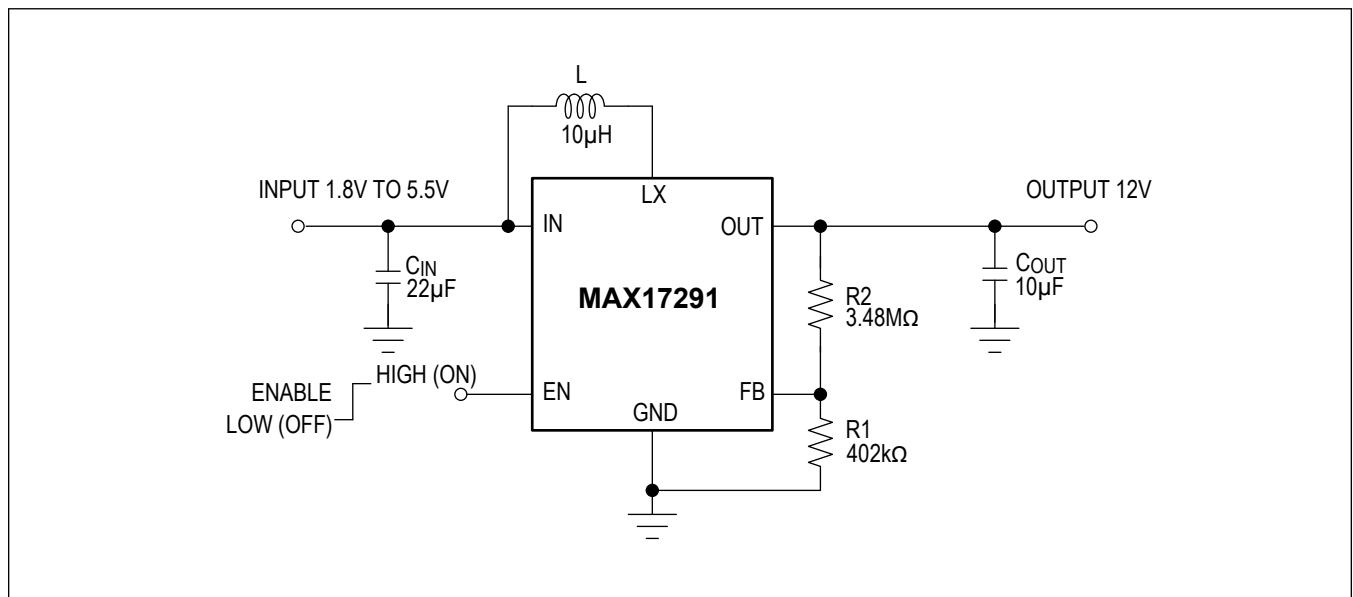 L
10µH
INPUT 1.8V TO 5.5V
LX
OUTPUT 12V
IN
OUT
CIN
22µF
MAX17291
R2
3.48MΩ
COUT
10µF
HIGH (ON)
ENABLE
LOW (OFF)
EN
FB
GND
R1
402kΩ